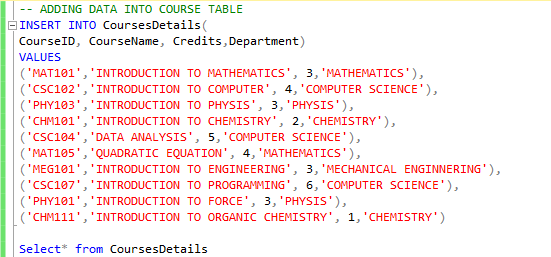 -- ADDING DATA INTO COURSE TABLE
INSERT INTO CoursesDetails(
CourseID, CourseName, Credits,Department)
VALUES
('MAT101','INTRODUCTION TO MATHEMATICS', 3,'MATHEMATICS'),
('CSC102','INTRODUCTION TO COMPUTER', 4,'COMPUTER SCIENCE'),
('PHY103','INTRODUCTION TO PHYSIS', 3,'PHYSIS'),
('CHM101','INTRODUCTION TO CHEMISTRY', 2,'CHEMISTRY'),
('CSC104','DATA ANALYSIS', 5,'COMPUTER SCIENCE'),
('MAT105','QUADRATIC EQUATION', 4,'MATHEMATICS'),
('MEG101','INTRODUCTION TO ENGINEERING', 3,'MECHANICAL ENGINNERING'),
('CSC107','INTRODUCTION TO PROGRAMMING', 6,'COMPUTER SCIENCE'),
('PHY101','INTRODUCTION TO FORCE', 3,'PHYSIS'),
('CHM111','INTRODUCTION TO ORGANIC CHEMISTRY', 1,'CHEMISTRY')
Select* from CoursesDetails